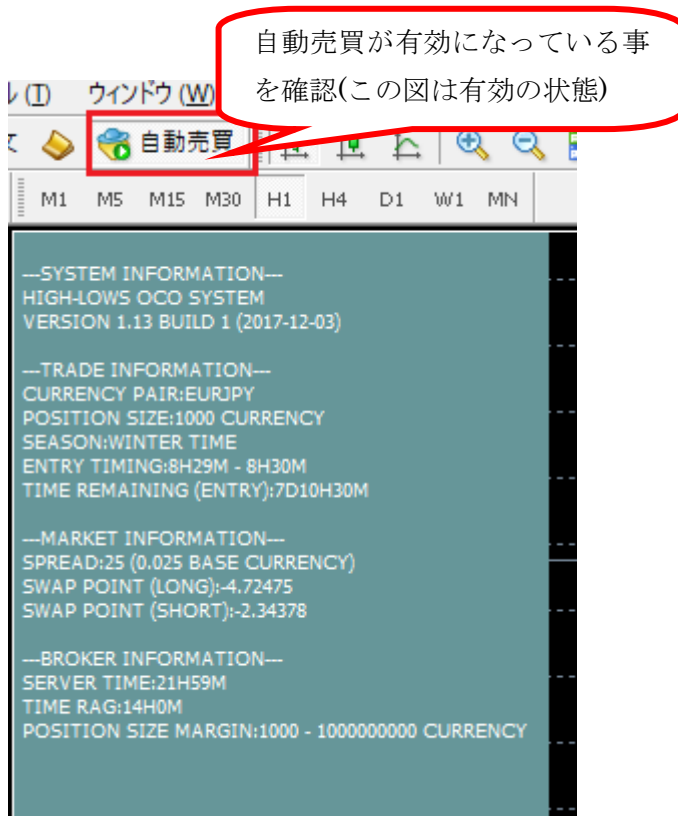 自動売買が有効になっている事
を確認(この図は有効の状態)
(T) ウィンドウ (W)
自動売買
M1 M5 M15 M30 H1 H4 D1 W1 MN
---SYSTEM INFORMATION---
HIGH-LOWS OCO SYSTEM
VERSION 1.13 BUILD 1 (2017-12-03)
---TRADE INFORMATION---
CURRENCY PAIR:EURJPY
POSITION SIZE:1000 CURRENCY
SEASON:WINTER TIME
ENTRY TIMING:8H29M - 8H30M
TIME REMAINING (ENTRY):7D10H30M
---MARKET INFORMATION---
SPREAD:25 (0.025 BASE CURRENCY)
SWAP POINT (LONG):-4.72475
SWAP POINT (SHORT):-2.34378
---BROKER INFORMATION---
SERVER TIME:21H59M
TIME RAG:14H0M
POSITION SIZE MARGIN:1000 - 1000000000 CURRENCY